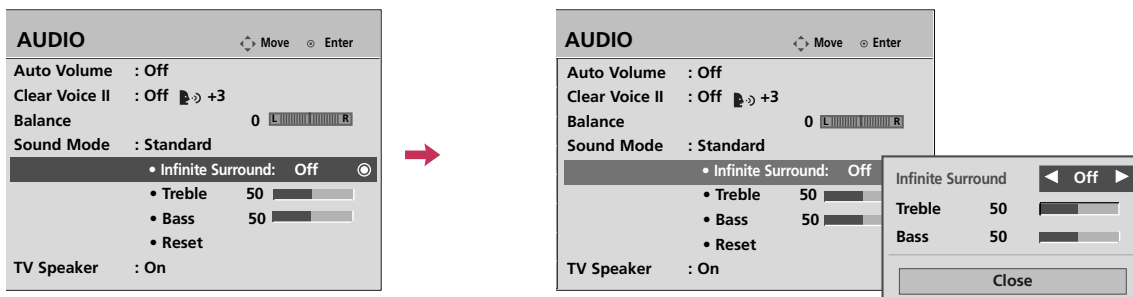 AUDIO Move Enter
Auto Volume : Off
Clear Voice II : Off +3
Balance 0 L R
Sound Mode : Standard
• Infinite Surround: Off
• Treble 50
• Bass 50
• Reset
TV Speaker : On
AUDIO Move Enter
Auto Volume : Off
Clear Voice II : Off +3
Balance 0 L R
Sound Mode : Standard
• Infinite Surround: Off
• Treble 50
• Bass 50
• Reset
TV Speaker : On
Infinite Surround ◀ Off ▶
Treble 50
Bass 50
Close